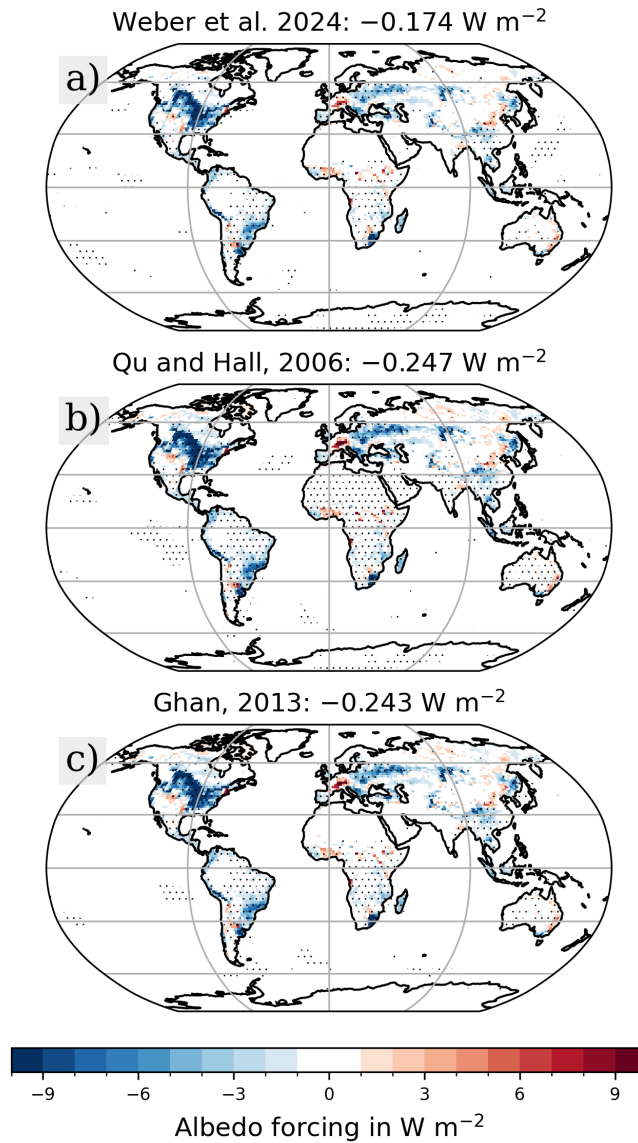 Weber et al. 2024: −0.174 W m⁻²
a)
Qu and Hall, 2006: −0.247 W m⁻²
b)
Ghan, 2013: −0.243 W m⁻²
c)
−9 −6 −3 0 3 6 9
Albedo forcing in W m⁻²